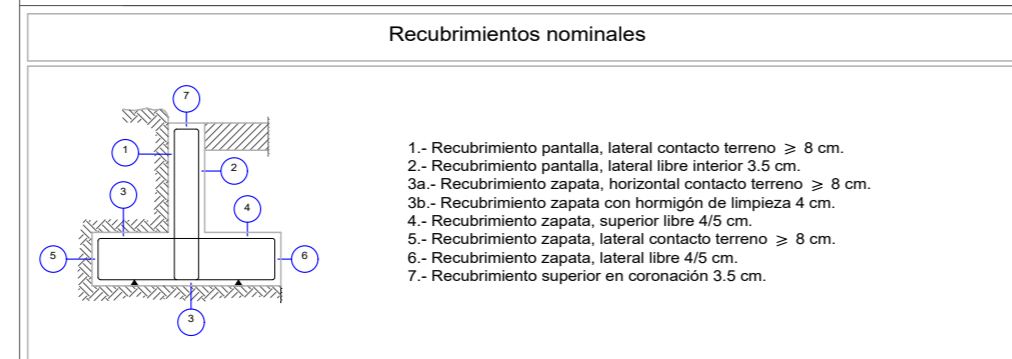 Recubrimientos nominales
7
1
2
3
4
5
6
3
1.- Recubrimiento pantalla, lateral contacto terreno ⩾ 8 cm.
2.- Recubrimiento pantalla, lateral libre interior 3.5 cm.
3a.- Recubrimiento zapata, horizontal contacto terreno ⩾ 8 cm.
3b.- Recubrimiento zapata con hormigón de limpieza 4 cm.
4.- Recubrimiento zapata, superior libre 4/5 cm.
5.- Recubrimiento zapata, lateral contacto terreno ⩾ 8 cm.
6.- Recubrimiento zapata, lateral libre 4/5 cm.
7.- Recubrimiento superior en coronación 3.5 cm.